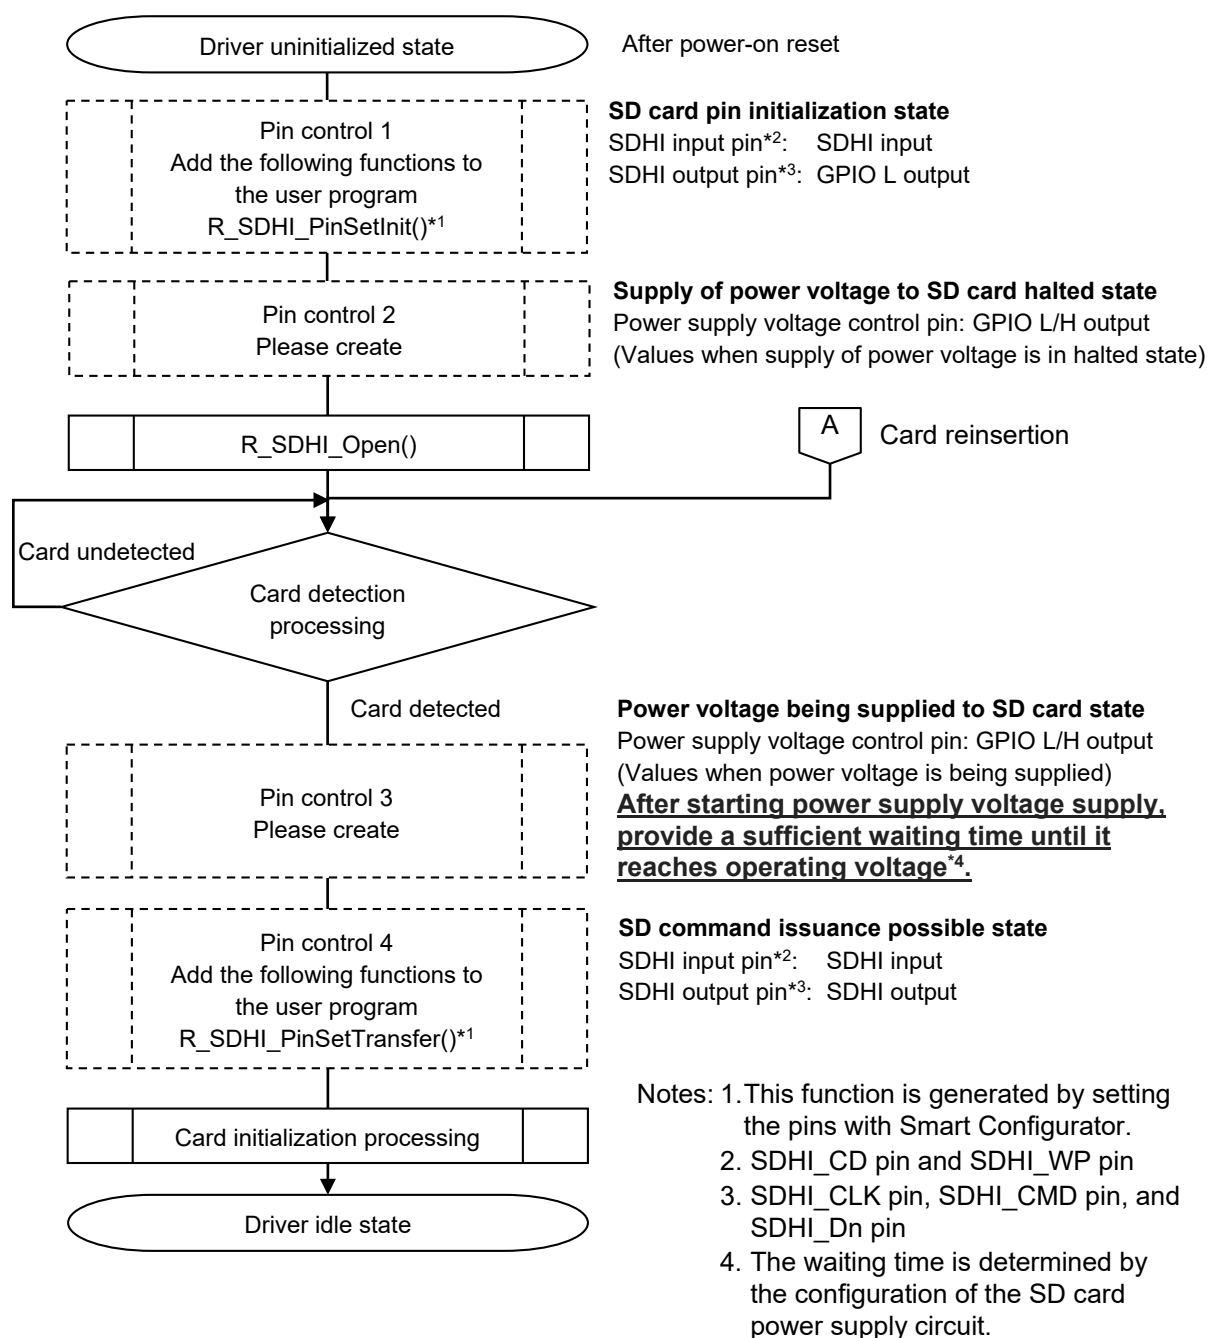 Driver uninitialized state
After power-on reset
Pin control 1
Add the following functions to
the user program
R_SDHI_PinSetInit()*1
SD card pin initialization state
SDHI input pin*2: SDHI input
SDHI output pin*3: GPIO L output
Pin control 2
Please create
Supply of power voltage to SD card halted state
Power supply voltage control pin: GPIO L/H output
(Values when supply of power voltage is in halted state)
R_SDHI_Open()
A
Card reinsertion
Card undetected
Card detection
processing
Card detected
Pin control 3
Please create
Power voltage being supplied to SD card state
Power supply voltage control pin: GPIO L/H output
(Values when power voltage is being supplied)
After starting power supply voltage supply,
provide a sufficient waiting time until it
reaches operating voltage*4.
Pin control 4
Add the following functions to
the user program
R_SDHI_PinSetTransfer()*1
SD command issuance possible state
SDHI input pin*2: SDHI input
SDHI output pin*3: SDHI output
Card initialization processing
Driver idle state
Notes: 1.This function is generated by setting
the pins with Smart Configurator.
2. SDHI_CD pin and SDHI_WP pin
3. SDHI_CLK pin, SDHI_CMD pin, and
SDHI_Dn pin
4. The waiting time is determined by
the configuration of the SD card
power supply circuit.